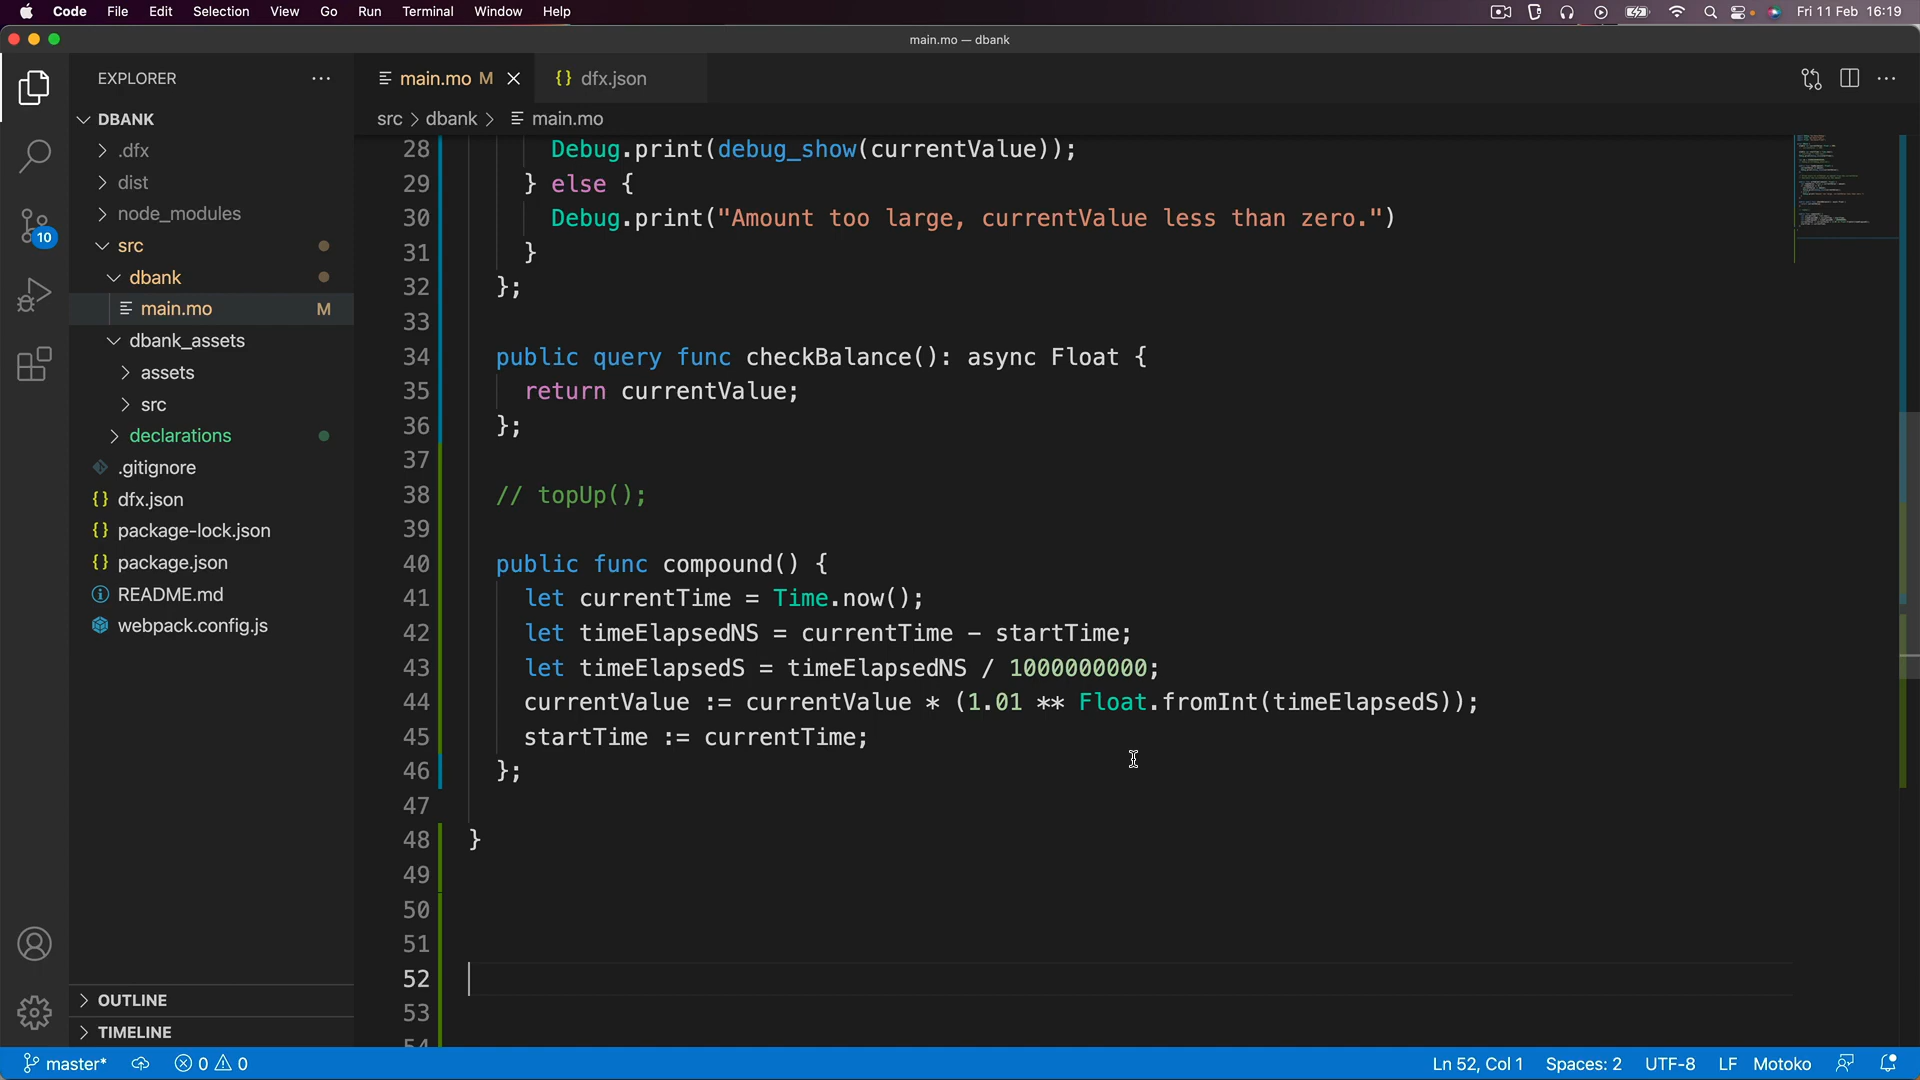 Code File Edit Selection View Go Run Terminal Window Help Fri 11 Feb 16:19
main.mo — dbank
EXPLORER ...
main.mo M
{} dfx.json
DBANK
src > dbank > main.mo
.dfx
dist
node_modules
src
dbank
main.mo M
dbank_assets
assets
src
declarations
.gitignore
{} dfx.json
{} package-lock.json
{} package.json
README.md
webpack.config.js
OUTLINE
TIMELINE
10
28 Debug.print(debug_show(currentValue));
29 } else {
30 Debug.print("Amount too large, currentValue less than zero.")
31 }
32 };
33
34 public query func checkBalance(): async Float {
35 return currentValue;
36 };
37
38 // topUp();
39
40 public func compound() {
41 let currentTime = Time.now();
42 let timeElapsedNS = currentTime - startTime;
43 let timeElapsedS = timeElapsedNS / 1000000000;
44 currentValue := currentValue * (1.01 ** Float.fromInt(timeElapsedS));
45 startTime := currentTime;
46 };
47
48 }
49
50
51
52
53
54
master* 0 0 Ln 52, Col 1 Spaces: 2 UTF-8 LF Motoko